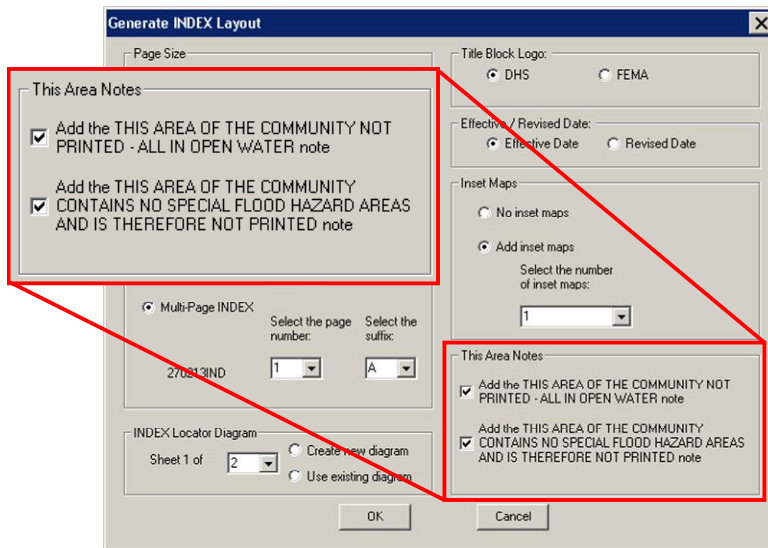 Generate INDEX Layout
Page Size
This Area Notes
Add the THIS AREA OF THE COMMUNITY NOT
PRINTED - ALL IN OPEN WATER note
Add the THIS AREA OF THE COMMUNITY
CONTAINS NO SPECIAL FLOOD HAZARD AREAS
AND IS THEREFORE NOT PRINTED note
Multi-Page INDEX
Select the page
number:
Select the
suffix:
270213IND
1
A
INDEX Locator Diagram
Sheet 1 of
2
Create new diagram
Use existing diagram
Title Block Logo:
DHS
FEMA
Effective / Revised Date:
Effective Date
Revised Date
Inset Maps
No inset maps
Add inset maps
Select the number
of inset maps:
1
This Area Notes
Add the THIS AREA OF THE COMMUNITY NOT
PRINTED - ALL IN OPEN WATER note
Add the THIS AREA OF THE COMMUNITY
CONTAINS NO SPECIAL FLOOD HAZARD AREAS
AND IS THEREFORE NOT PRINTED note
OK
Cancel